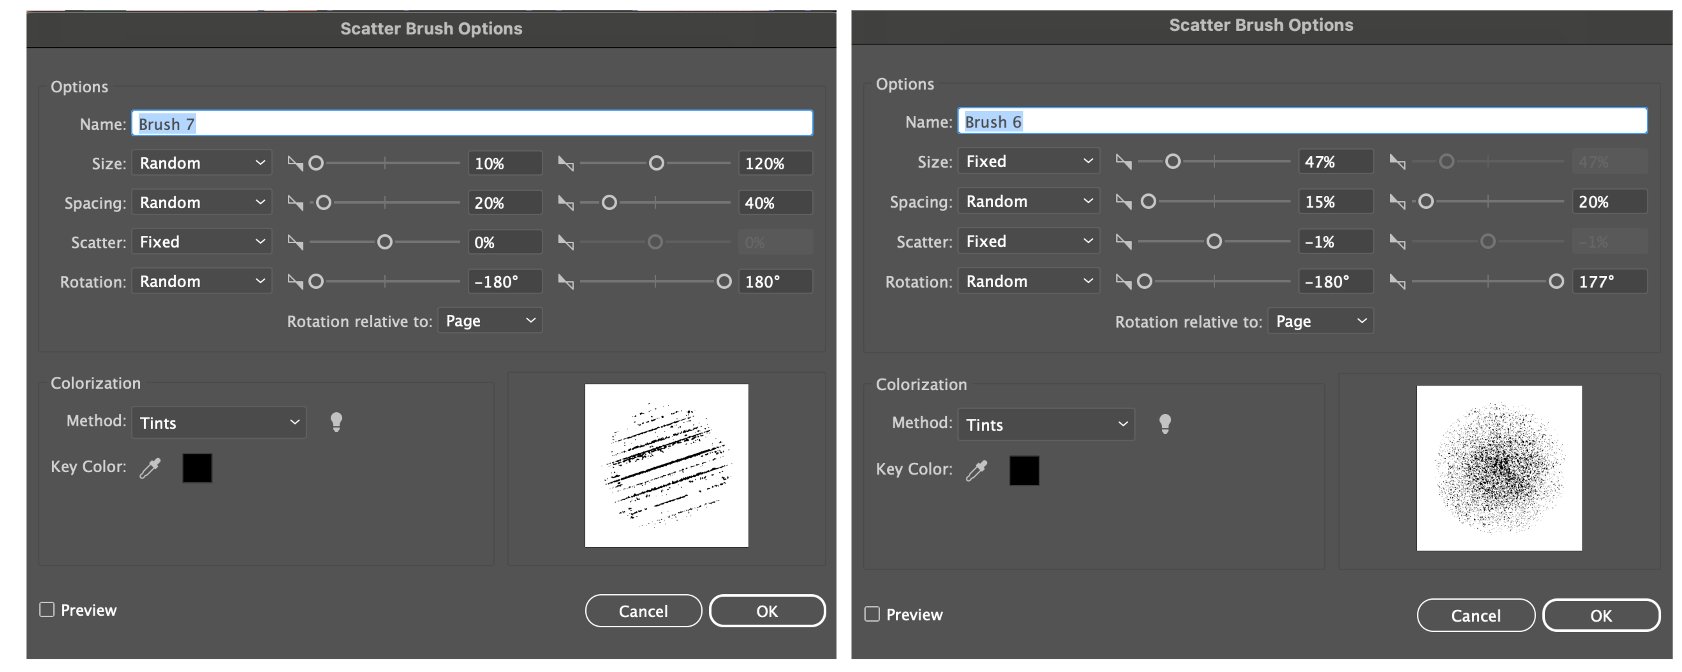 Scatter Brush Options
Options
Name: Brush 7
Size: Random 10% 120%
Spacing: Random 20% 40%
Scatter: Fixed 0% 0%
Rotation: Random -180° 180°
Rotation relative to: Page
Colorization
Method: Tints
Key Color:
Preview
Cancel OK
Scatter Brush Options
Options
Name: Brush 6
Size: Fixed 47% 47%
Spacing: Random 15% 20%
Scatter: Fixed -1% -1%
Rotation: Random -180° 177°
Rotation relative to: Page
Colorization
Method: Tints
Key Color:
Preview
Cancel OK